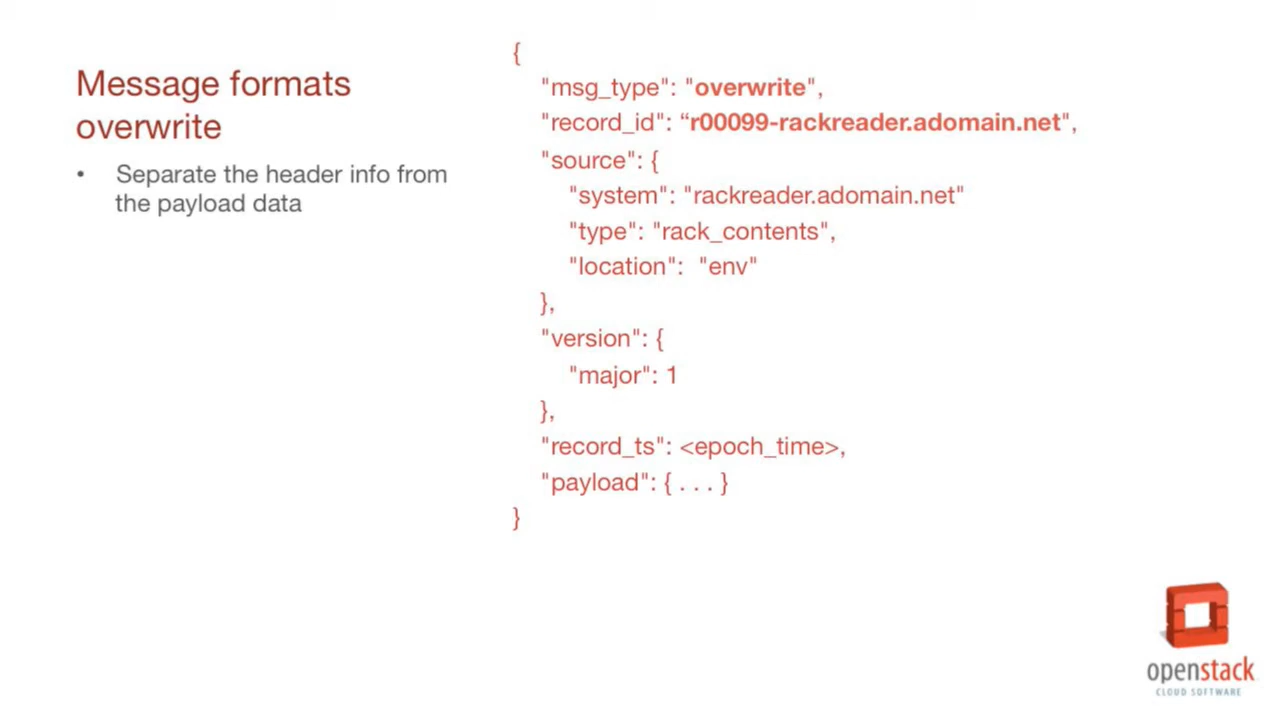 Message formats
overwrite
• Separate the header info from
the payload data
{
"msg_type": "overwrite",
"record_id": “r00099-rackreader.adomain.net",
"source": {
"system": "rackreader.adomain.net"
"type": "rack_contents",
"location":  "env"
},
"version": {
"major": 1
},
"record_ts": <epoch_time>,
"payload": { . . . }
}
openstack
CLOUD SOFTWARE